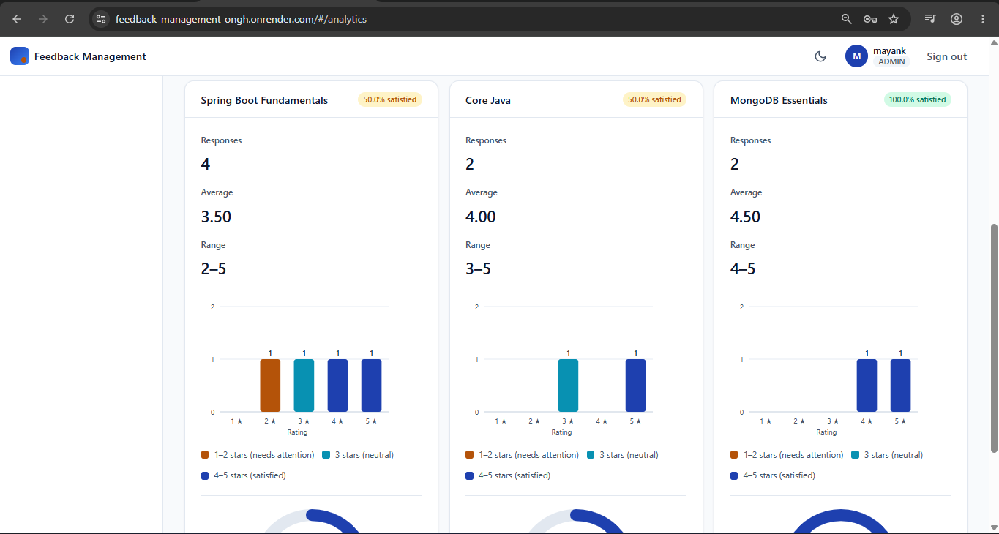 feedback-management-ongh.onrender.com/#/analytics
Feedback Management
M
mayank
ADMIN
Sign out
Spring Boot Fundamentals
50.0% satisfied
Responses
4
Average
3.50
Range
2–5
2
1
0
1
1
1
1
1 ★ 2 ★ 3 ★ 4 ★ 5 ★
Rating
1–2 stars (needs attention) 3 stars (neutral)
4–5 stars (satisfied)
Core Java
50.0% satisfied
Responses
2
Average
4.00
Range
3–5
2
1
0
1
1
1 ★ 2 ★ 3 ★ 4 ★ 5 ★
Rating
1–2 stars (needs attention) 3 stars (neutral)
4–5 stars (satisfied)
MongoDB Essentials
100.0% satisfied
Responses
2
Average
4.50
Range
4–5
2
1
0
1
1
1 ★ 2 ★ 3 ★ 4 ★ 5 ★
Rating
1–2 stars (needs attention) 3 stars (neutral)
4–5 stars (satisfied)